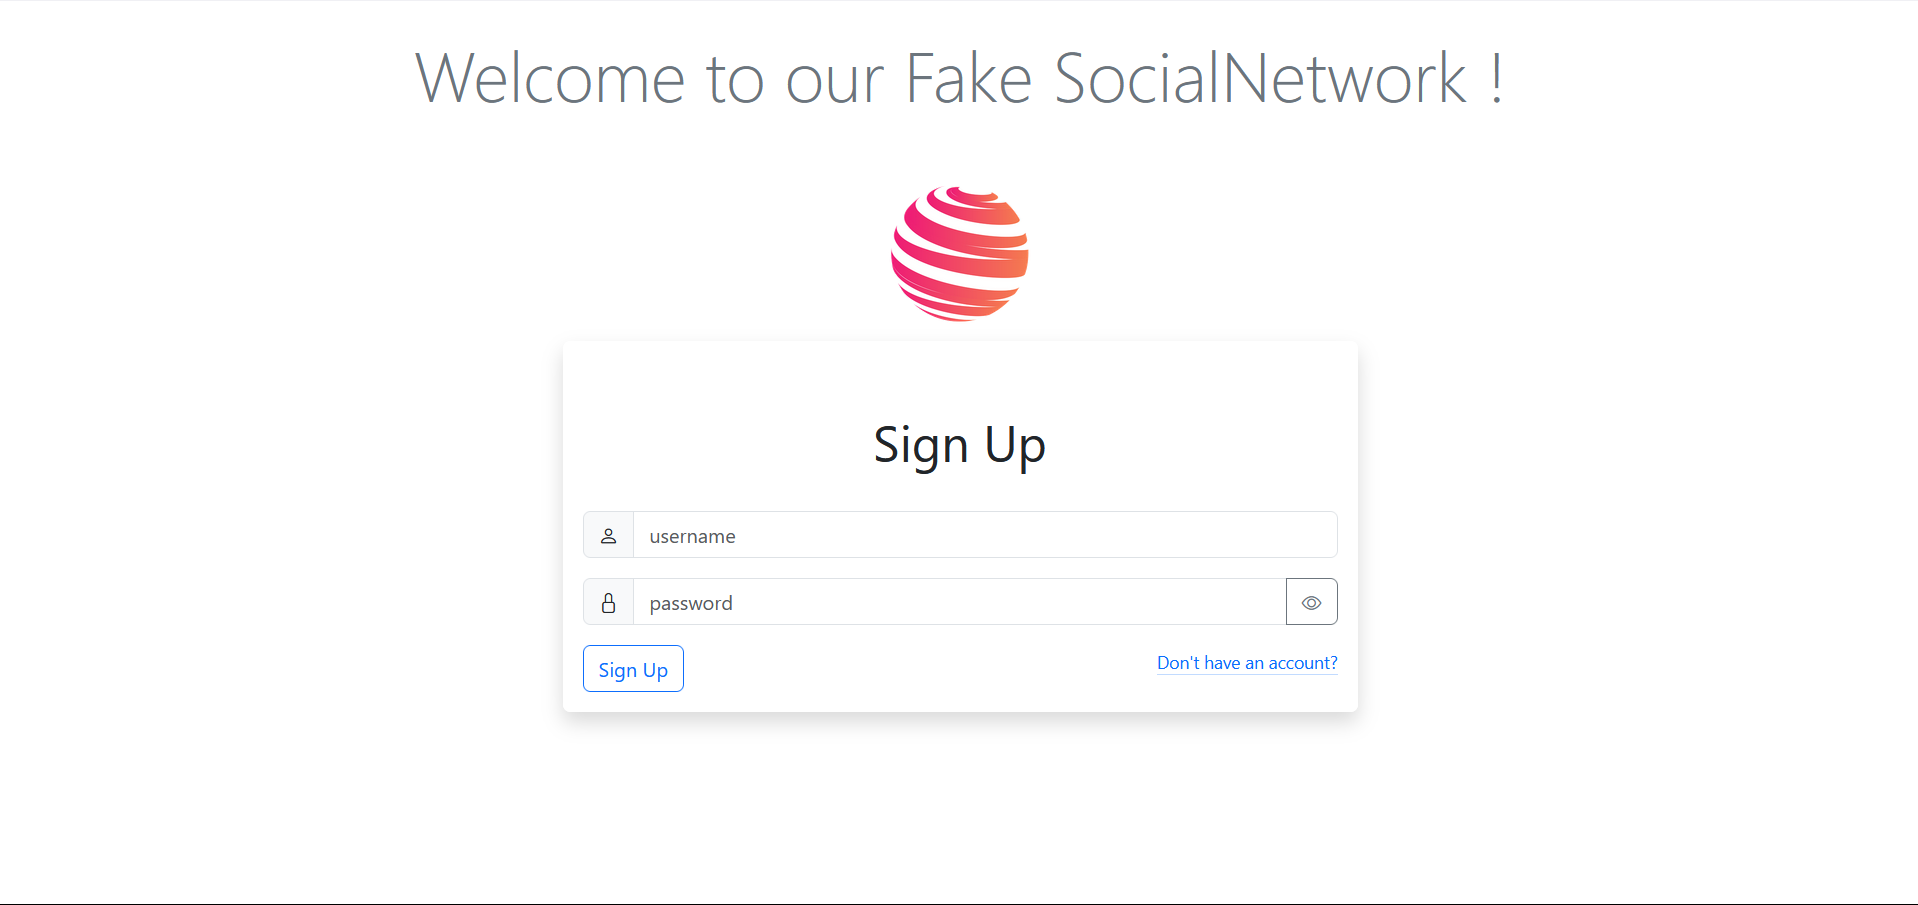 Welcome to our Fake SocialNetwork !
Sign Up
username
password
Sign Up
Don't have an account?